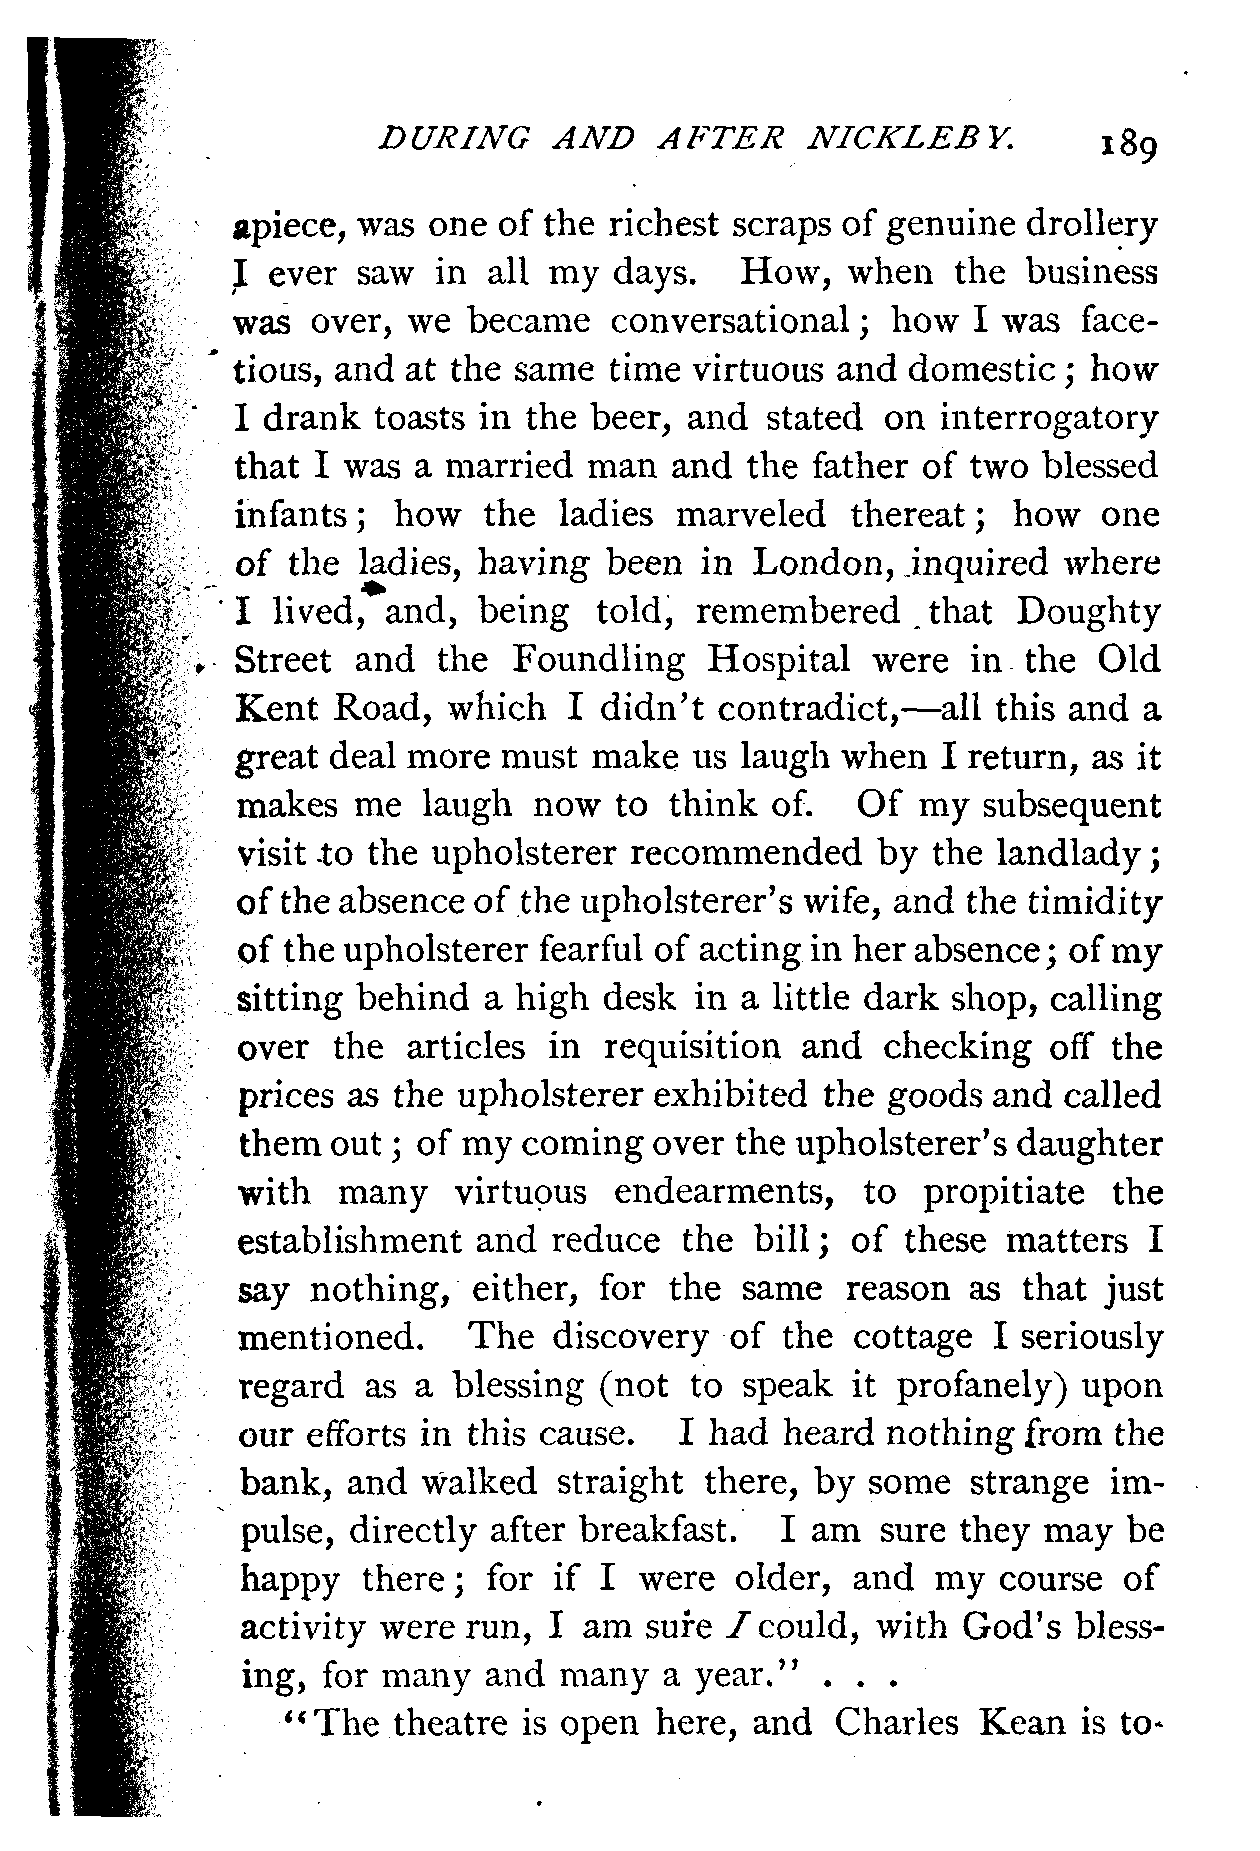 DURING AND AFTER NICKLEBY. 189
apiece, was one of the richest scraps of genuine drollery
I ever saw in all my days. How, when the business
was over, we became conversational; how I was face-
tious, and at the same time virtuous and domestic; how
I drank toasts in the beer, and stated on interrogatory
that I was a married man and the father of two blessed
infants; how the ladies marveled thereat; how one
of the ladies, having been in London, inquired where
I lived, and, being told, remembered that Doughty
Street and the Foundling Hospital were in the Old
Kent Road, which I didn't contradict,—all this and a
great deal more must make us laugh when I return, as it
makes me laugh now to think of. Of my subsequent
visit to the upholsterer recommended by the landlady;
of the absence of the upholsterer's wife, and the timidity
of the upholsterer fearful of acting in her absence; of my
sitting behind a high desk in a little dark shop, calling
over the articles in requisition and checking off the
prices as the upholsterer exhibited the goods and called
them out; of my coming over the upholsterer's daughter
with many virtuous endearments, to propitiate the
establishment and reduce the bill; of these matters I
say nothing, either, for the same reason as that just
mentioned. The discovery of the cottage I seriously
regard as a blessing (not to speak it profanely) upon
our efforts in this cause. I had heard nothing from the
bank, and walked straight there, by some strange im-
pulse, directly after breakfast. I am sure they may be
happy there; for if I were older, and my course of
activity were run, I am sure I could, with God's bless-
ing, for many and many a year." . . .
"The theatre is open here, and Charles Kean is to-